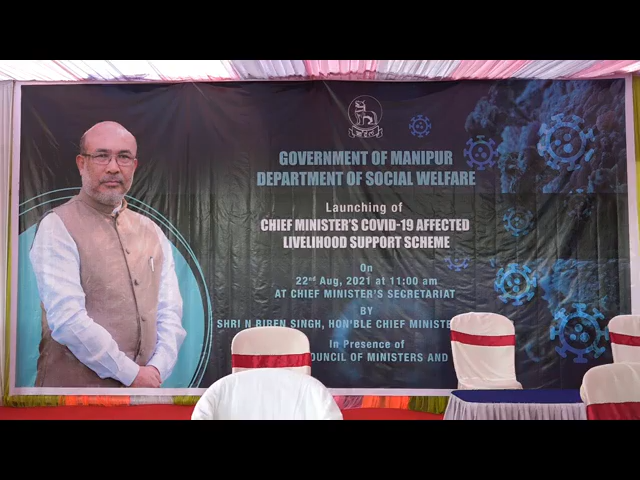 GOVERNMENT OF MANIPUR
DEPARTMENT OF SOCIAL WELFARE
Launching of
CHIEF MINISTER'S COVID-19 AFFECTED
LIVELIHOOD SUPPORT SCHEME
On
22nd Aug, 2021 at 11:00 am
AT CHIEF MINISTER'S SECRETARIAT
BY
SHRI N BIREN SINGH, HON'BLE CHIEF
In Presence of
COUNCIL OF MINISTERS AND